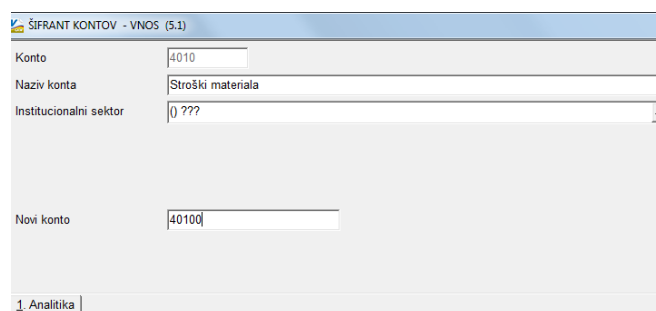 ŠIFRANT KONTOV - VNOS (5.1)
Konto 4010
Naziv konta Stroški materiala
Institucionalni sektor () ???
Novi konto 40100
1. Analitika